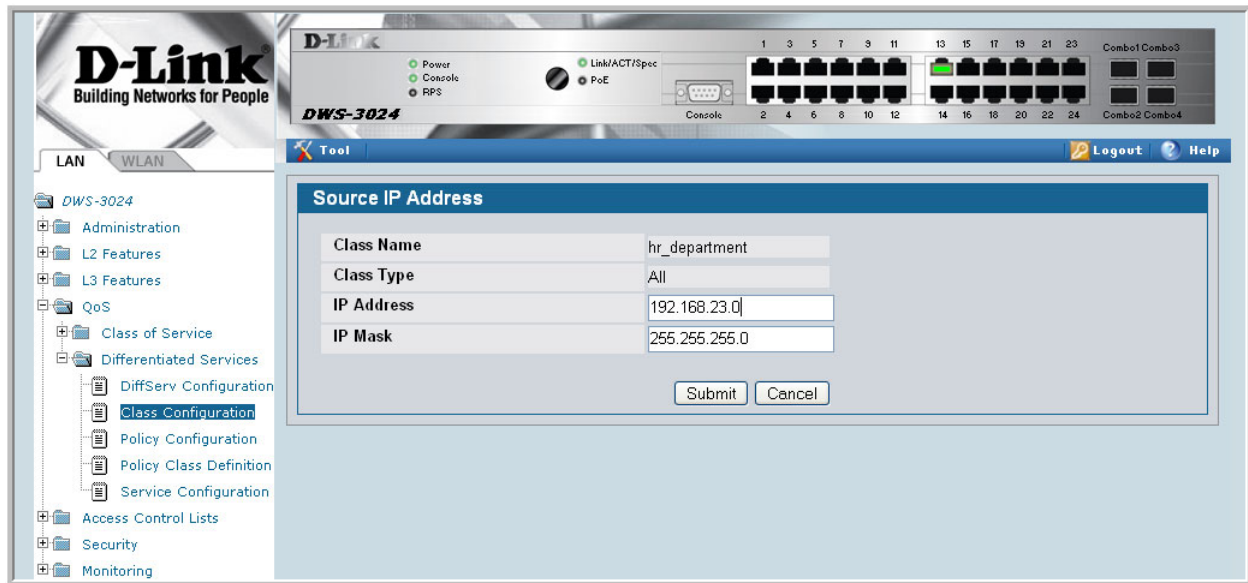 D-Link
Building Networks for People
D-Link
Power
Console
RPS
Link/ACT/Spec
PoE
DWS-3024
Console
1 3 5 7 9 11 13 15 17 19 21 23
2 4 6 8 10 12 14 16 18 20 22 24
Combo1 Combo3
Combo2 Combo4
LAN WLAN
Tool Logout Help
DWS-3024
Administration
L2 Features
L3 Features
QoS
Class of Service
Differentiated Services
DiffServ Configuration
Class Configuration
Policy Configuration
Policy Class Definition
Service Configuration
Access Control Lists
Security
Monitoring
Source IP Address
Class Name hr_department
Class Type All
IP Address 192.168.23.0
IP Mask 255.255.255.0
Submit Cancel